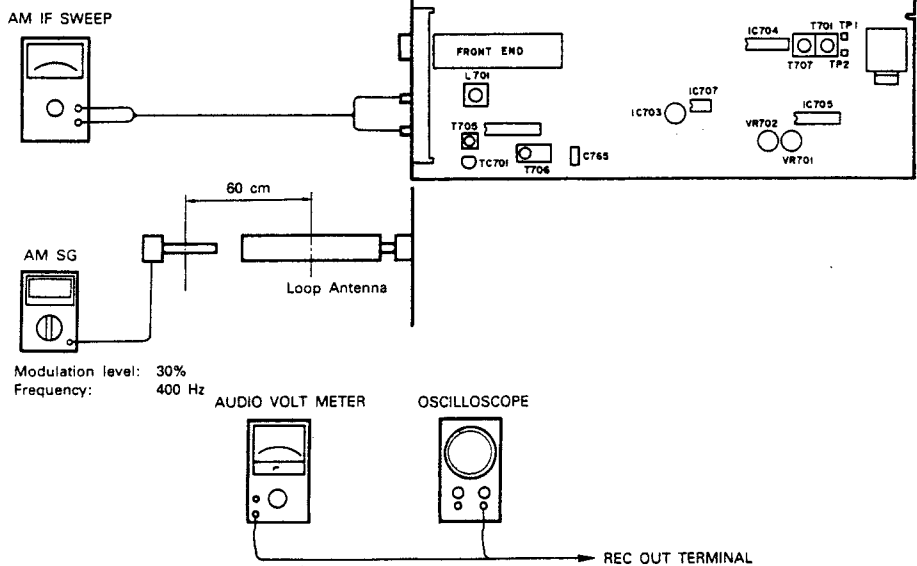 AM IF SWEEP
FRONT END
L701
T705
TC701
T706
C765
IC704
T701 TP1
T707
TP2
IC707
IC703
IC705
VR702
VR701
60 cm
AM SG
Loop Antenna
Modulation level: 30%
Frequency: 400 Hz
AUDIO VOLT METER
OSCILLOSCOPE
REC OUT TERMINAL